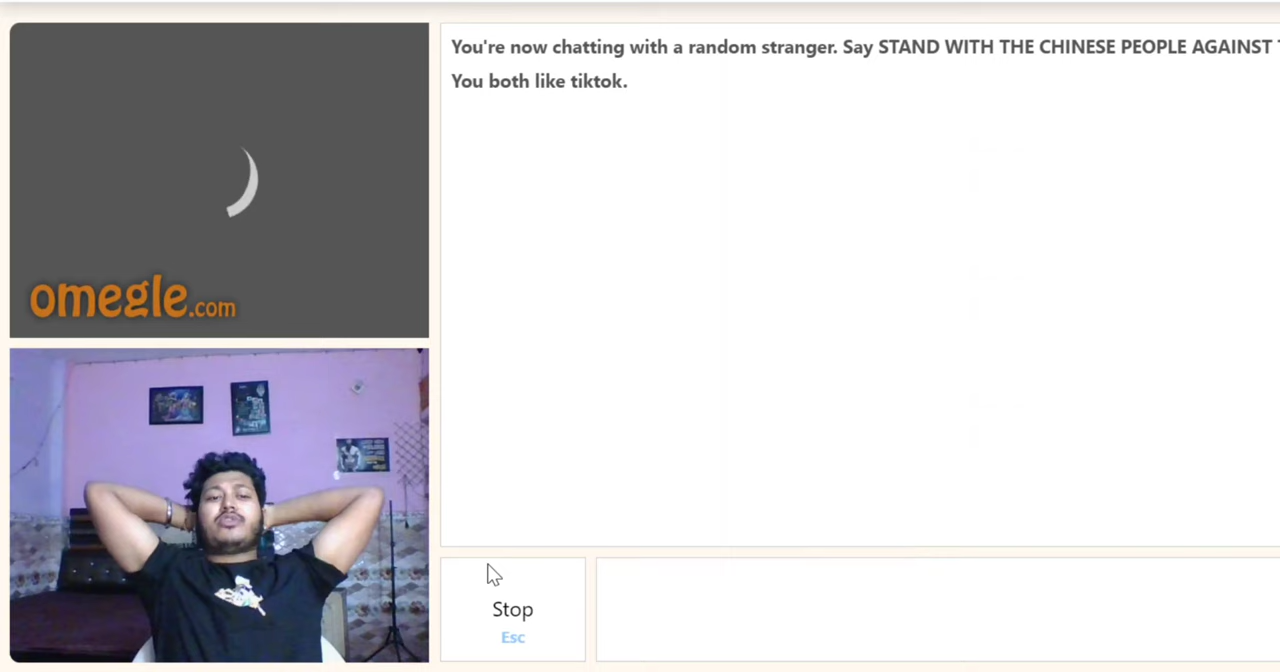 You're now chatting with a random stranger. Say STAND WITH THE CHINESE PEOPLE AGAINST
You both like tiktok.
omegle.com
Stop
Esc